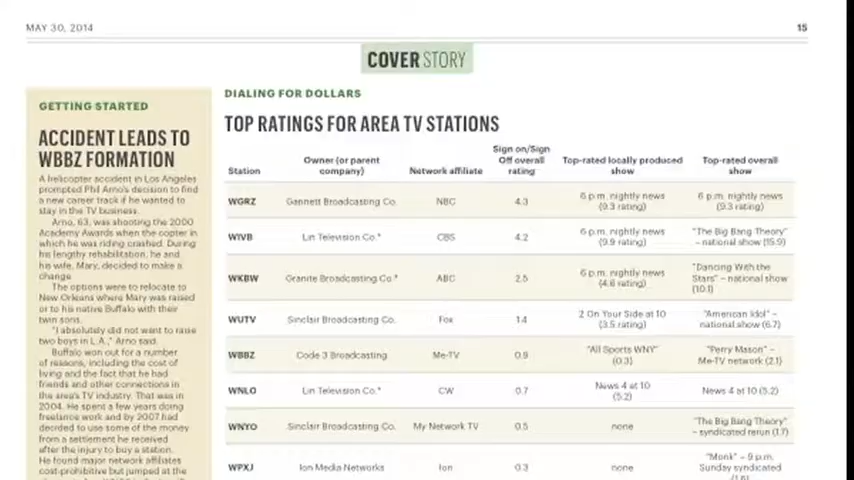 MAY 30, 2014
15
COVER STORY
GETTING STARTED
ACCIDENT LEADS TO
WBBZ FORMATION
A helicopter accident in Los Angeles
prompted Phil Arno's decision to find
a new career track if he wanted to
stay in the TV business.
Arno, 63, was shooting the 2000
Academy Awards when the copter in
which he was riding crashed. During
his lengthy rehabilitation, he and
his wife, Mary, decided to make a
change.
The options were to relocate to
New Orleans where Mary was raised
or to his native Buffalo with their
twin sons.
"I absolutely did not want to raise
two boys in L.A.," Arno said.
Buffalo won out for a number
of reasons, including the cost of
living and the fact that he had
friends and other connections in
the area's TV industry. That was in
2004. He spent a few years doing
freelance work and by 2007 had
decided to use some of the money
from a settlement he received
after the injury to buy a station.
He found major network affiliates
cost-prohibitive but jumped at the
DIALING FOR DOLLARS
TOP RATINGS FOR AREA TV STATIONS
Station Owner (or parent company) Network affiliate Sign on/Sign Off overall rating Top-rated locally produced show Top-rated overall show
WGRZ Gannett Broadcasting Co. NBC 4.3 6 p.m. nightly news (9.3 rating) 6 p.m. nightly news (9.3 rating)
WIVB Lin Television Co.* CBS 4.2 6 p.m. nightly news (9.9 rating) "The Big Bang Theory" – national show (15.9)
WKBW Granite Broadcasting Co.* ABC 2.5 6 p.m. nightly news (4.6 rating) "Dancing With the Stars" – national show (10.1)
WUTV Sinclair Broadcasting Co. Fox 1.4 2 On Your Side at 10 (3.5 rating) "American Idol" – national show (6.7)
WBBZ Code 3 Broadcasting Me-TV 0.9 "All Sports WNY" (0.3) "Perry Mason" – Me-TV network (2.1)
WNLO Lin Television Co.* CW 0.7 News 4 at 10 (5.2) News 4 at 10 (5.2)
WNYO Sinclair Broadcasting Co. My Network TV 0.5 none "The Big Bang Theory" – syndicated rerun (1.7)
WPXJ Ion Media Networks Ion 0.3 none "Monk" – 9 p.m. Sunday syndicated